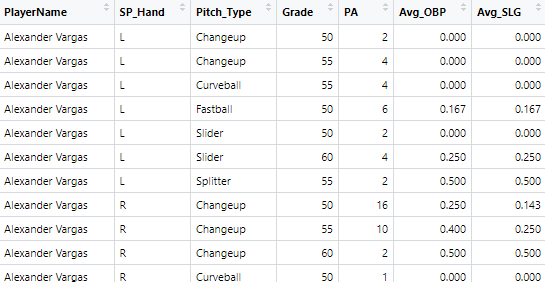 PlayerName SP_Hand Pitch_Type Grade PA Avg_OBP Avg_SLG
Alexander Vargas L Changeup 50 2 0.000 0.000
Alexander Vargas L Changeup 55 4 0.000 0.000
Alexander Vargas L Curveball 55 4 0.000 0.000
Alexander Vargas L Fastball 50 6 0.167 0.167
Alexander Vargas L Slider 50 2 0.000 0.000
Alexander Vargas L Slider 60 4 0.250 0.250
Alexander Vargas L Splitter 55 2 0.500 0.500
Alexander Vargas R Changeup 50 16 0.250 0.143
Alexander Vargas R Changeup 55 10 0.400 0.250
Alexander Vargas R Changeup 60 2 0.500 0.500
Alexander Vargas R Curveball 50 1 0.000 0.000